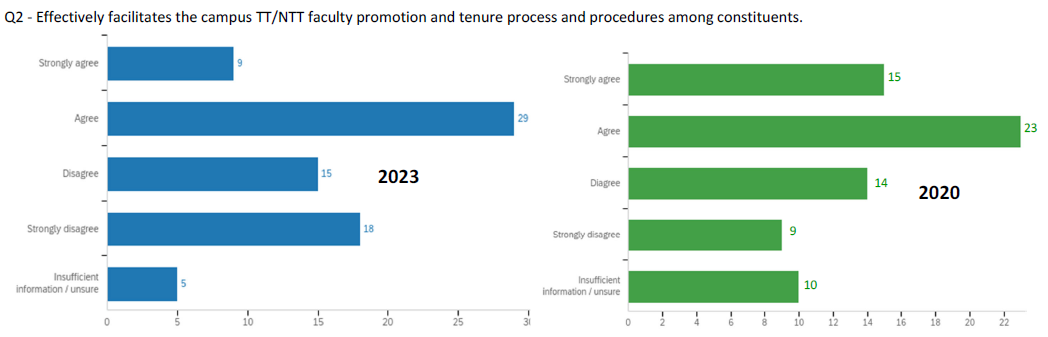 Q2 - Effectively facilitates the campus TT/NTT faculty promotion and tenure process and procedures among constituents.
Strongly agree
9
Agree
29
Disagree
15
2023
Strongly disagree
18
Insufficient
information / unsure
5
0 5 10 15 20 25
Strongly agree
15
Agree
23
Diagree
14
2020
Strongly disagree
9
Insufficient
information / unsure
10
0 2 4 6 8 10 12 14 16 18 20 22